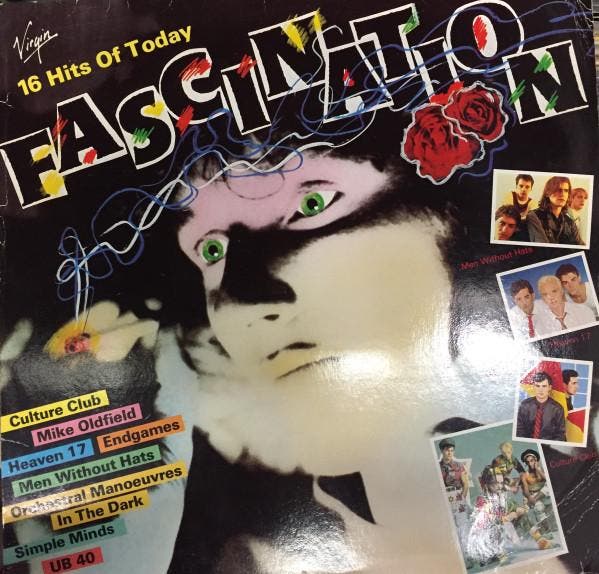 Virgin
16 Hits Of Today
FASCINATION
Men Without Hats
Heaven 17
Culture Club
Culture Club
Mike Oldfield
Heaven 17 Endgames
Men Without Hats
Orchestral Manoeuvres
In The Dark
Simple Minds
UB 40